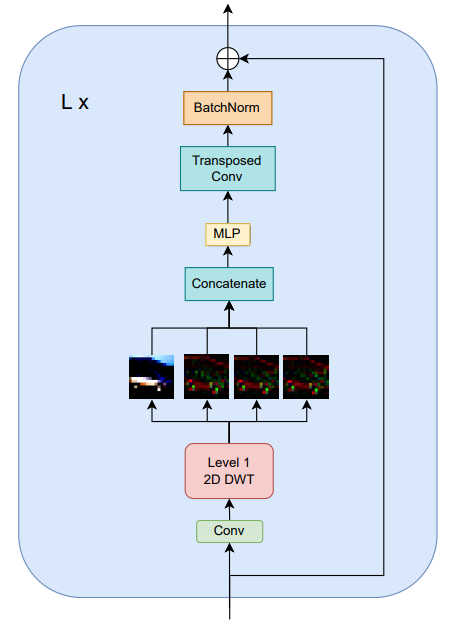 L x
BatchNorm
Transposed
Conv
MLP
Concatenate
Level 1
2D DWT
Conv